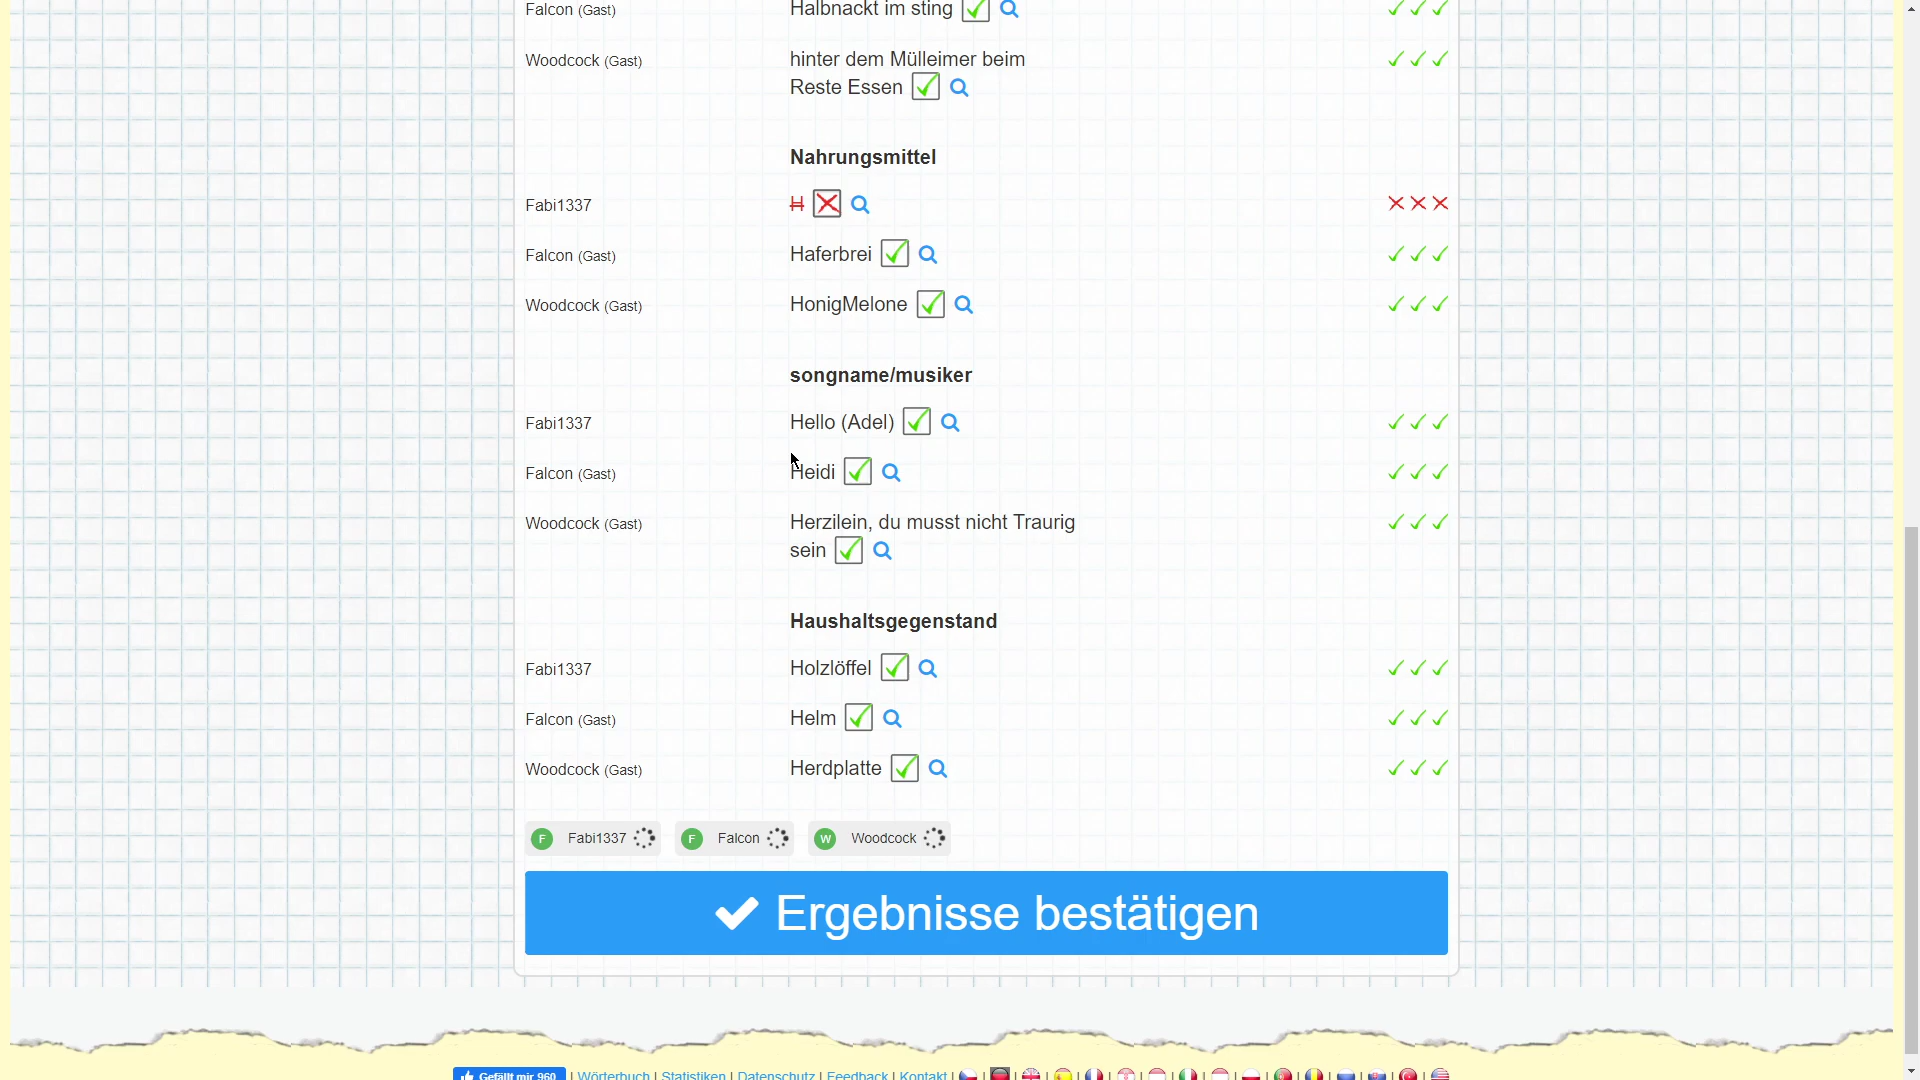 Falcon (Gast) Halbnackt im sting
Woodcock (Gast) hinter dem Mülleimer beim
Reste Essen
Nahrungsmittel
Fabi1337 H
Falcon (Gast) Haferbrei
Woodcock (Gast) HonigMelone
songname/musiker
Fabi1337 Hello (Adel)
Falcon (Gast) Heidi
Woodcock (Gast) Herzilein, du musst nicht Traurig
sein
Haushaltsgegenstand
Fabi1337 Holzlöffel
Falcon (Gast) Helm
Woodcock (Gast) Herdplatte
F Fabi1337 F Falcon W Woodcock
Ergebnisse bestätigen
Gefällt mir 960 | Wörterbuch | Statistiken | Datenschutz | Feedback | Kontakt |